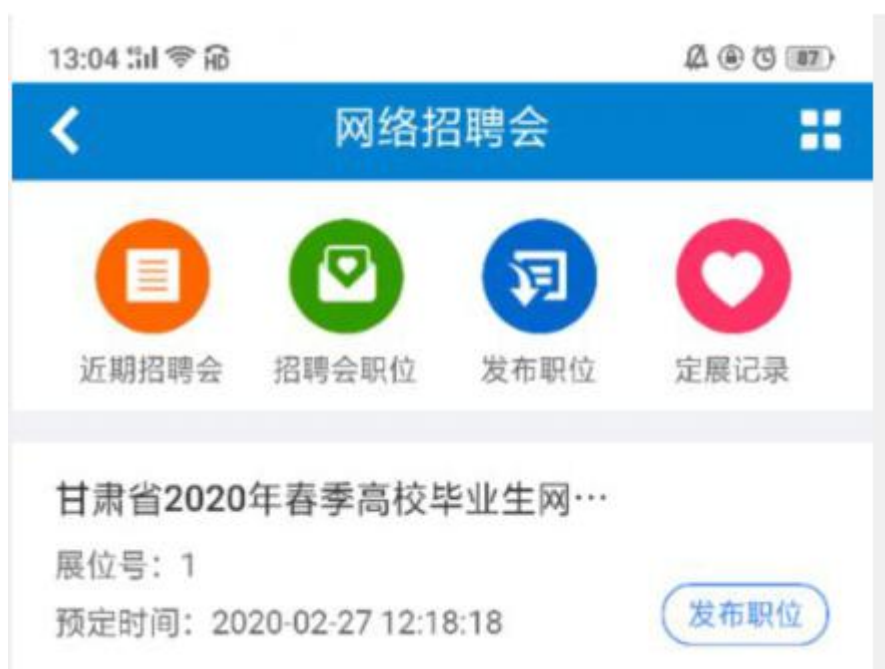 13:04 HD 87
网络招聘会
近期招聘会 招聘会职位 发布职位 定展记录
甘肃省2020年春季高校毕业生网…
展位号：1
预定时间：2020-02-27 12:18:18 发布职位